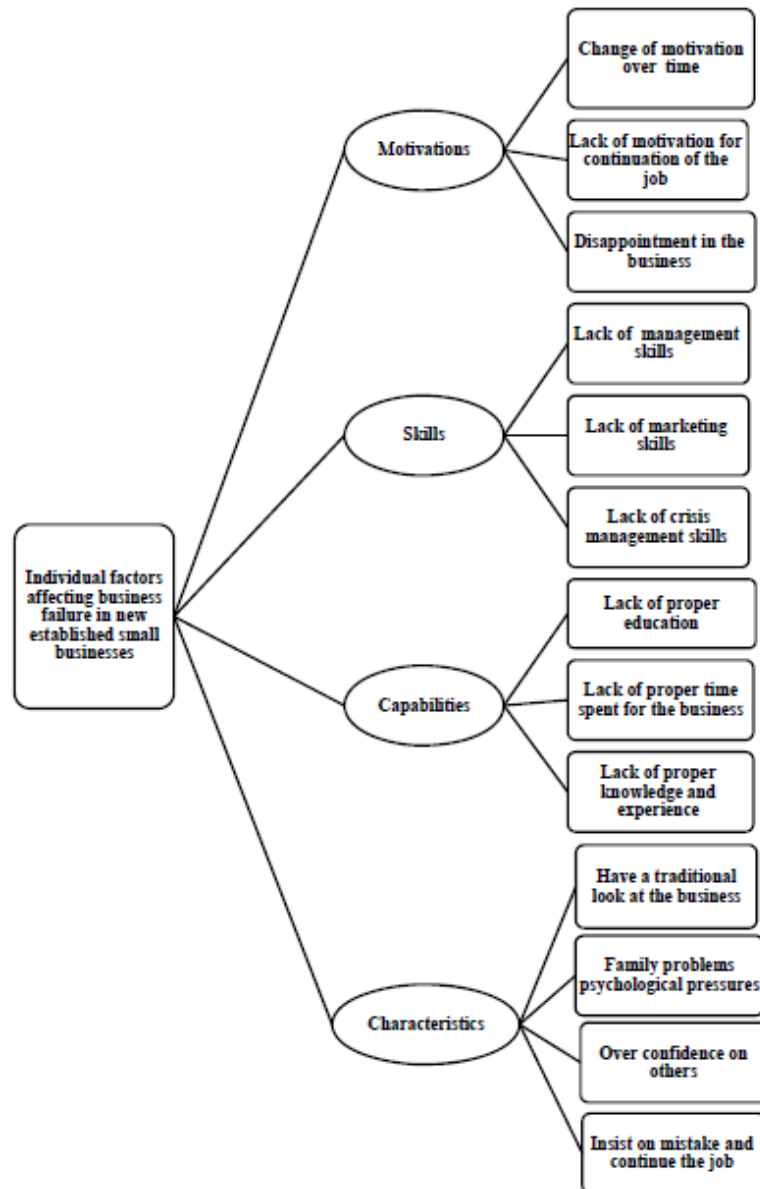 Change of motivation
over time
Motivations
Lack of motivation for
continuation of the
job
Disappointment in the
business
Lack of management
skills
Skills
Lack of marketing
skills
Lack of crisis
management skills
Individual factors
affecting business
failure in new
established small
businesses
Lack of proper
education
Capabilities
Lack of proper time
spent for the business
Lack of proper
knowledge and
experience
Have a traditional
look at the business
Family problems
psychological pressures
Characteristics
Over confidence on
others
Insist on mistake and
continue the job